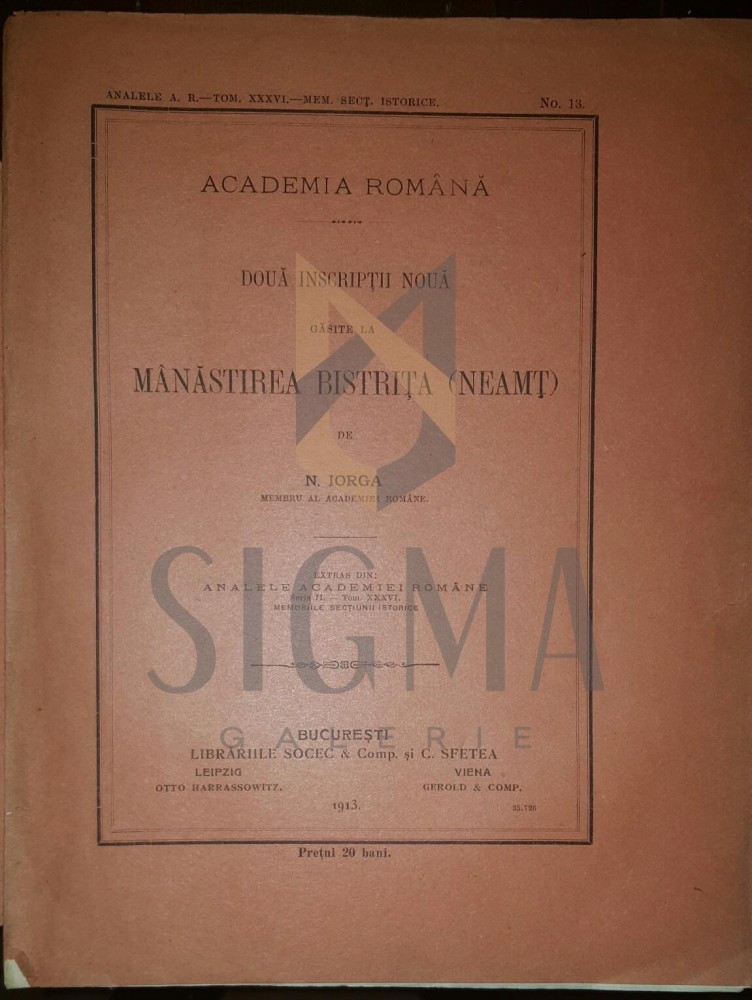 ANALELE A. R.—TOM. XXXVI.—MEM. SECȚ. ISTORICE. No. 13.
ACADEMIA ROMÂNĂ
DOUĂ INSCRIPȚII NOUĂ
GĂSITE LA
MÂNĂSTIREA BISTRIȚA (NEAMȚ)
DE
N. IORGA
MEMBRU AL ACADEMIEI ROMÂNE.
EXTRAS DIN:
ANALELE ACADEMIEI ROMÂNE
Seria II. — Tom. XXXVI.
MEMORIILE SECȚIUNII ISTORICE
SIGMA
GALERIE
BUCUREȘTI
LIBRĂRIILE SOCEC & Comp. și C. SFETEA
LEIPZIG VIENA
OTTO HARRASSOWITZ. GEROLD & COMP.
1913.
35.726
Prețul 20 bani.